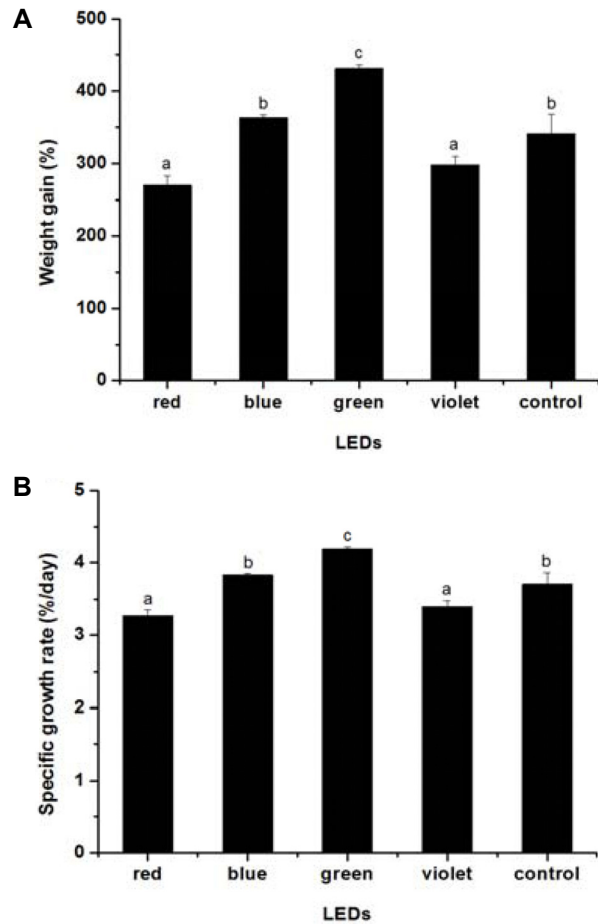 A
500
400
300
200
100
0
Weight gain (%)
a
b
c
a
b
red blue green violet control
LEDs
B
5
4
3
2
1
0
Specific growth rate (%/day)
a
b
c
a
b
red blue green violet control
LEDs